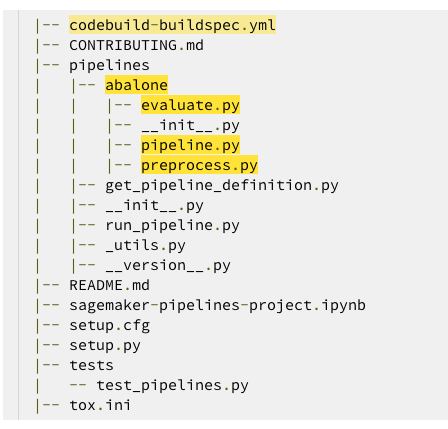 |-- codebuild-buildspec.yml
|-- CONTRIBUTING.md
|-- pipelines
|   |-- abalone
|   |   |-- evaluate.py
|   |   |-- __init__.py
|   |   |-- pipeline.py
|   |   |-- preprocess.py
|   |-- get_pipeline_definition.py
|   |-- __init__.py
|   |-- run_pipeline.py
|   |-- _utils.py
|   |-- __version__.py
|-- README.md
|-- sagemaker-pipelines-project.ipynb
|-- setup.cfg
|-- setup.py
|-- tests
|   -- test_pipelines.py
|-- tox.ini